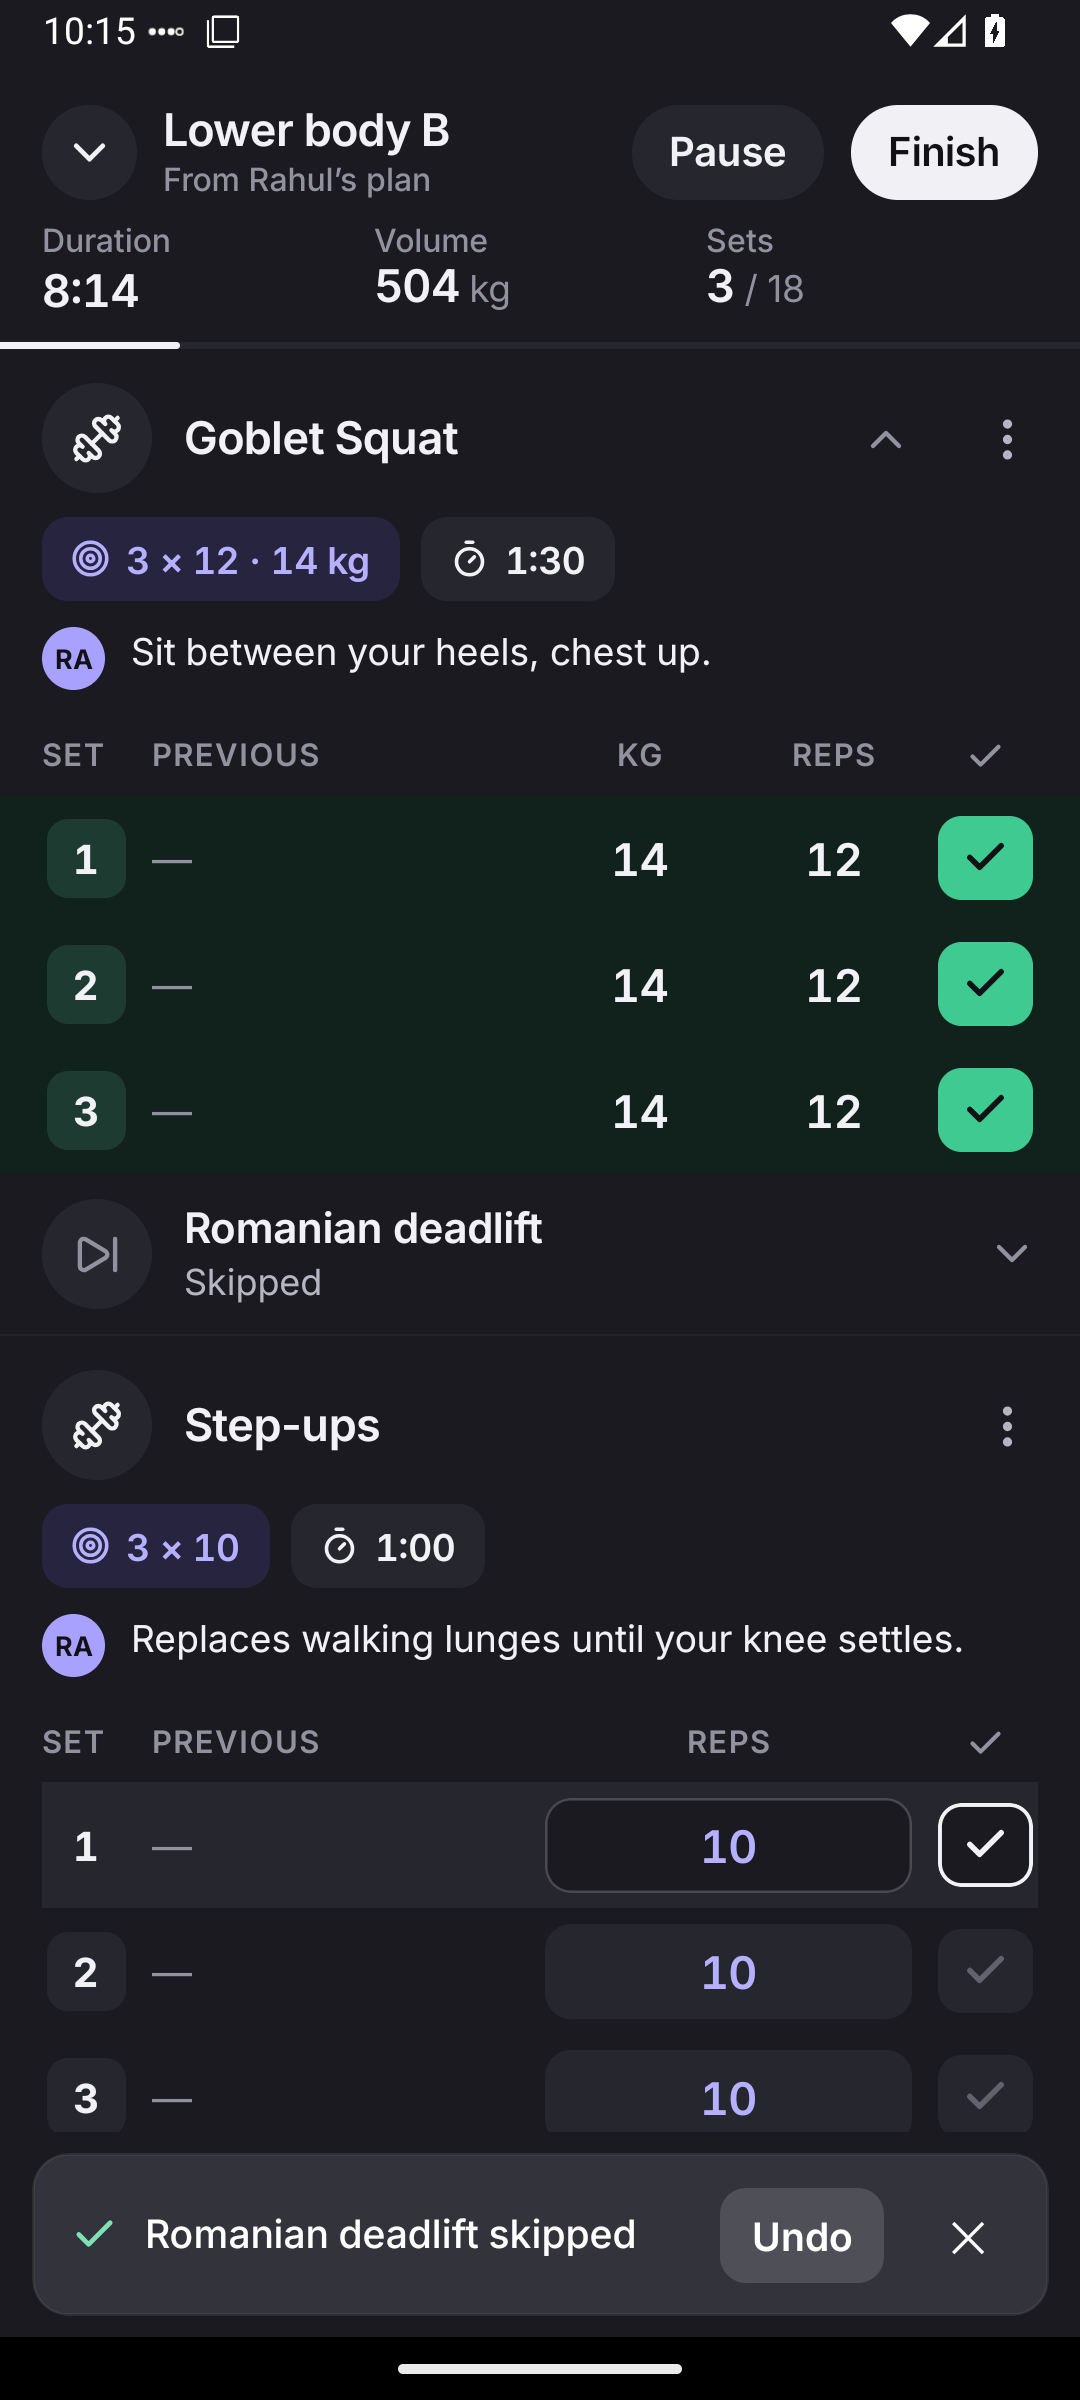 10:15
Lower body B
From Rahul's plan
Pause
Finish
Duration
8:14
Volume
504 kg
Sets
3 / 18
Goblet Squat
3 × 12 · 14 kg
1:30
RA
Sit between your heels, chest up.
SET PREVIOUS KG REPS
1 — 14 12
2 — 14 12
3 — 14 12
Romanian deadlift
Skipped
Step-ups
3 × 10
1:00
RA
Replaces walking lunges until your knee settles.
SET PREVIOUS REPS
1 — 10
2 — 10
3 — 10
Romanian deadlift skipped
Undo